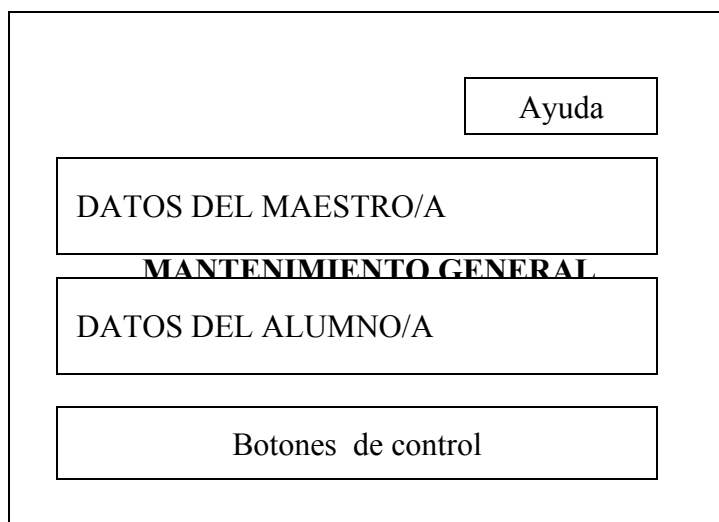 Ayuda
DATOS DEL MAESTRO/A
MANTENIMIENTO GENERAL
DATOS DEL ALUMNO/A
Botones de control